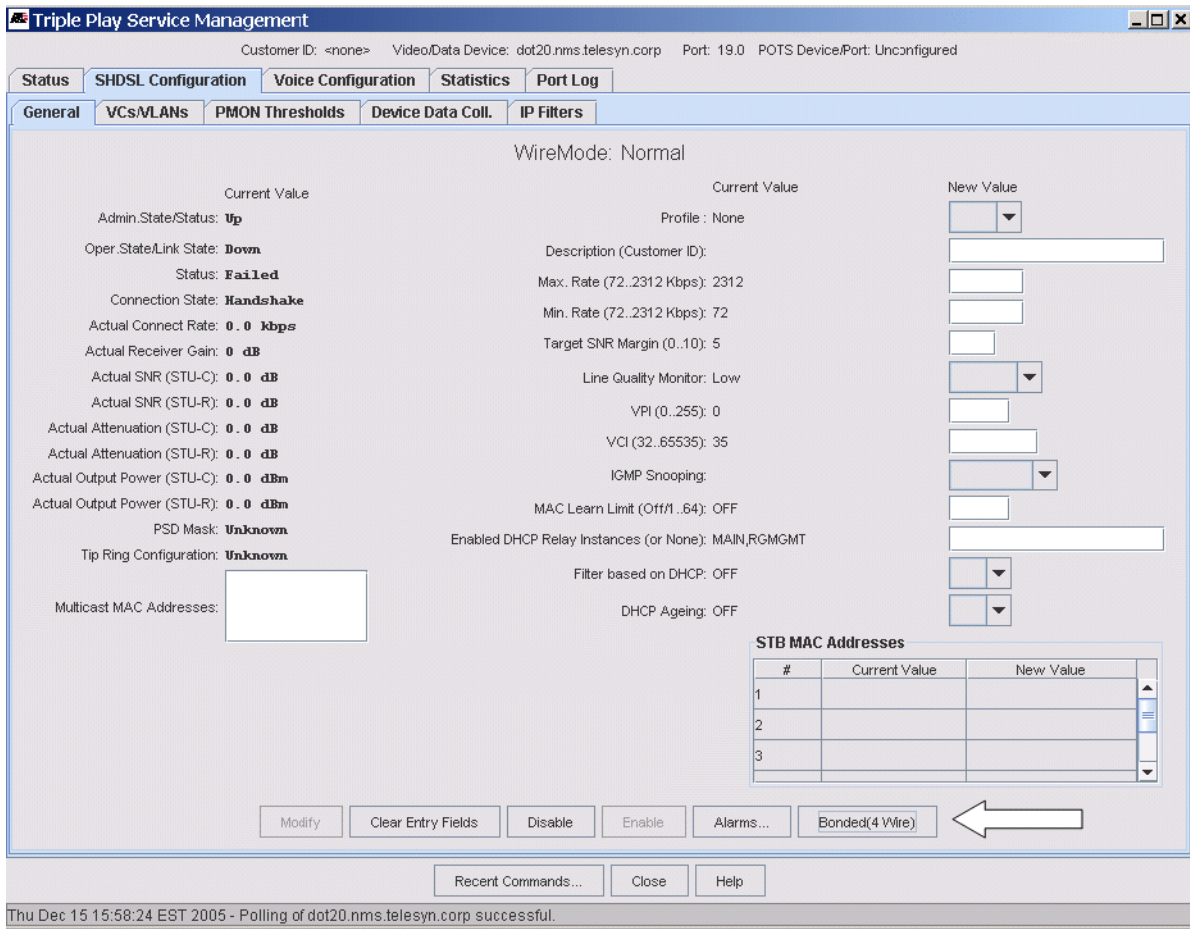 Triple Play Service Management
Customer ID: <none> Video/Data Device: dot20.nms.telesyn.corp Port: 19.0 POTS Device/Port: Unconfigured
Status SHDSL Configuration Voice Configuration Statistics Port Log
General VCs/VLANs PMON Thresholds Device Data Coll. IP Filters
WireMode: Normal
Current Value
Admin.State/Status: Up
Oper.State/Link State: Down
Status: Failed
Connection State: Handshake
Actual Connect Rate: 0.0 kbps
Actual Receiver Gain: 0 dB
Actual SNR (STU-C): 0.0 dB
Actual SNR (STU-R): 0.0 dB
Actual Attenuation (STU-C): 0.0 dB
Actual Attenuation (STU-R): 0.0 dB
Actual Output Power (STU-C): 0.0 dBm
Actual Output Power (STU-R): 0.0 dBm
PSD Mask: Unknown
Tip Ring Configuration: Unknown
Multicast MAC Addresses:
Current Value New Value
Profile : None
Description (Customer ID):
Max. Rate (72..2312 Kbps): 2312
Min. Rate (72..2312 Kbps): 72
Target SNR Margin (0..10): 5
Line Quality Monitor: Low
VPI (0..255): 0
VCI (32..65535): 35
IGMP Snooping:
MAC Learn Limit (Off/1..64): OFF
Enabled DHCP Relay Instances (or None): MAIN,RGMGMT
Filter based on DHCP: OFF
DHCP Ageing: OFF
STB MAC Addresses
# Current Value New Value
1
2
3
Modify Clear Entry Fields Disable Enable Alarms... Bonded(4 Wire)
Recent Commands... Close Help
Thu Dec 15 15:58:24 EST 2005 - Polling of dot20.nms.telesyn.corp successful.